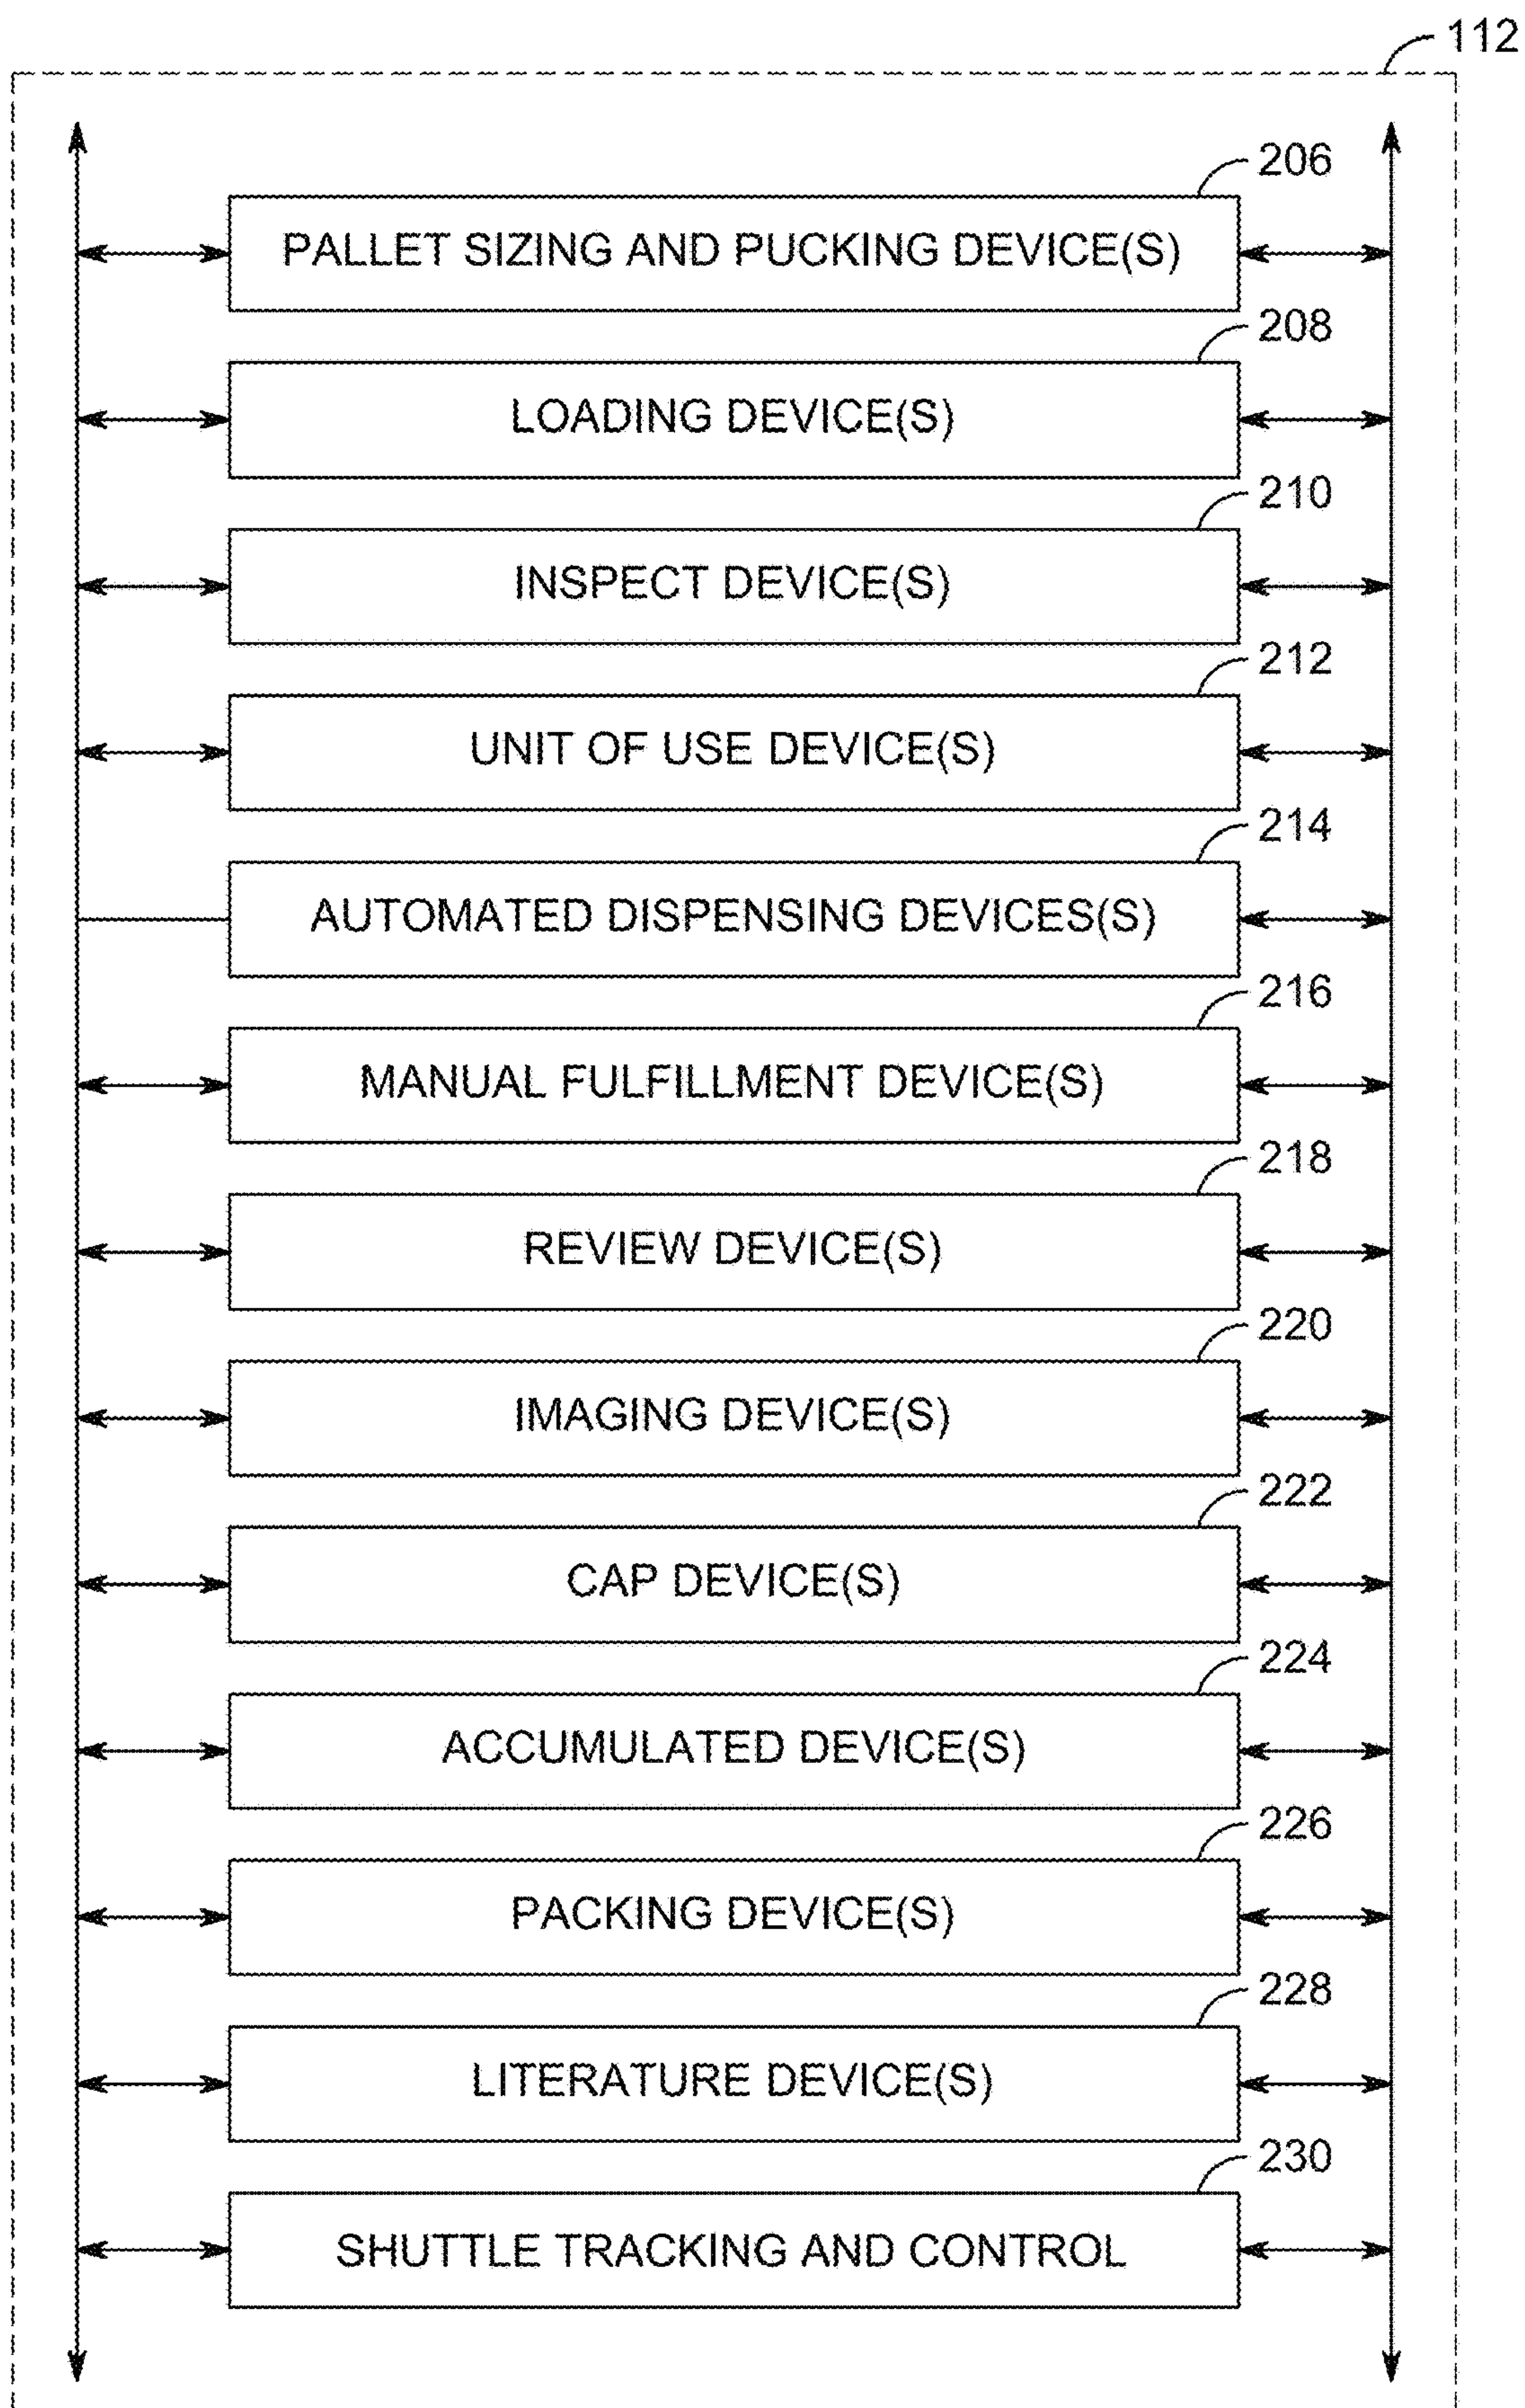 112
206
PALLET SIZING AND PUCKING DEVICE(S)
208
LOADING DEVICE(S)
210
INSPECT DEVICE(S)
212
UNIT OF USE DEVICE(S)
214
AUTOMATED DISPENSING DEVICES(S)
216
MANUAL FULFILLMENT DEVICE(S)
218
REVIEW DEVICE(S)
220
IMAGING DEVICE(S)
222
CAP DEVICE(S)
224
ACCUMULATED DEVICE(S)
226
PACKING DEVICE(S)
228
LITERATURE DEVICE(S)
230
SHUTTLE TRACKING AND CONTROL